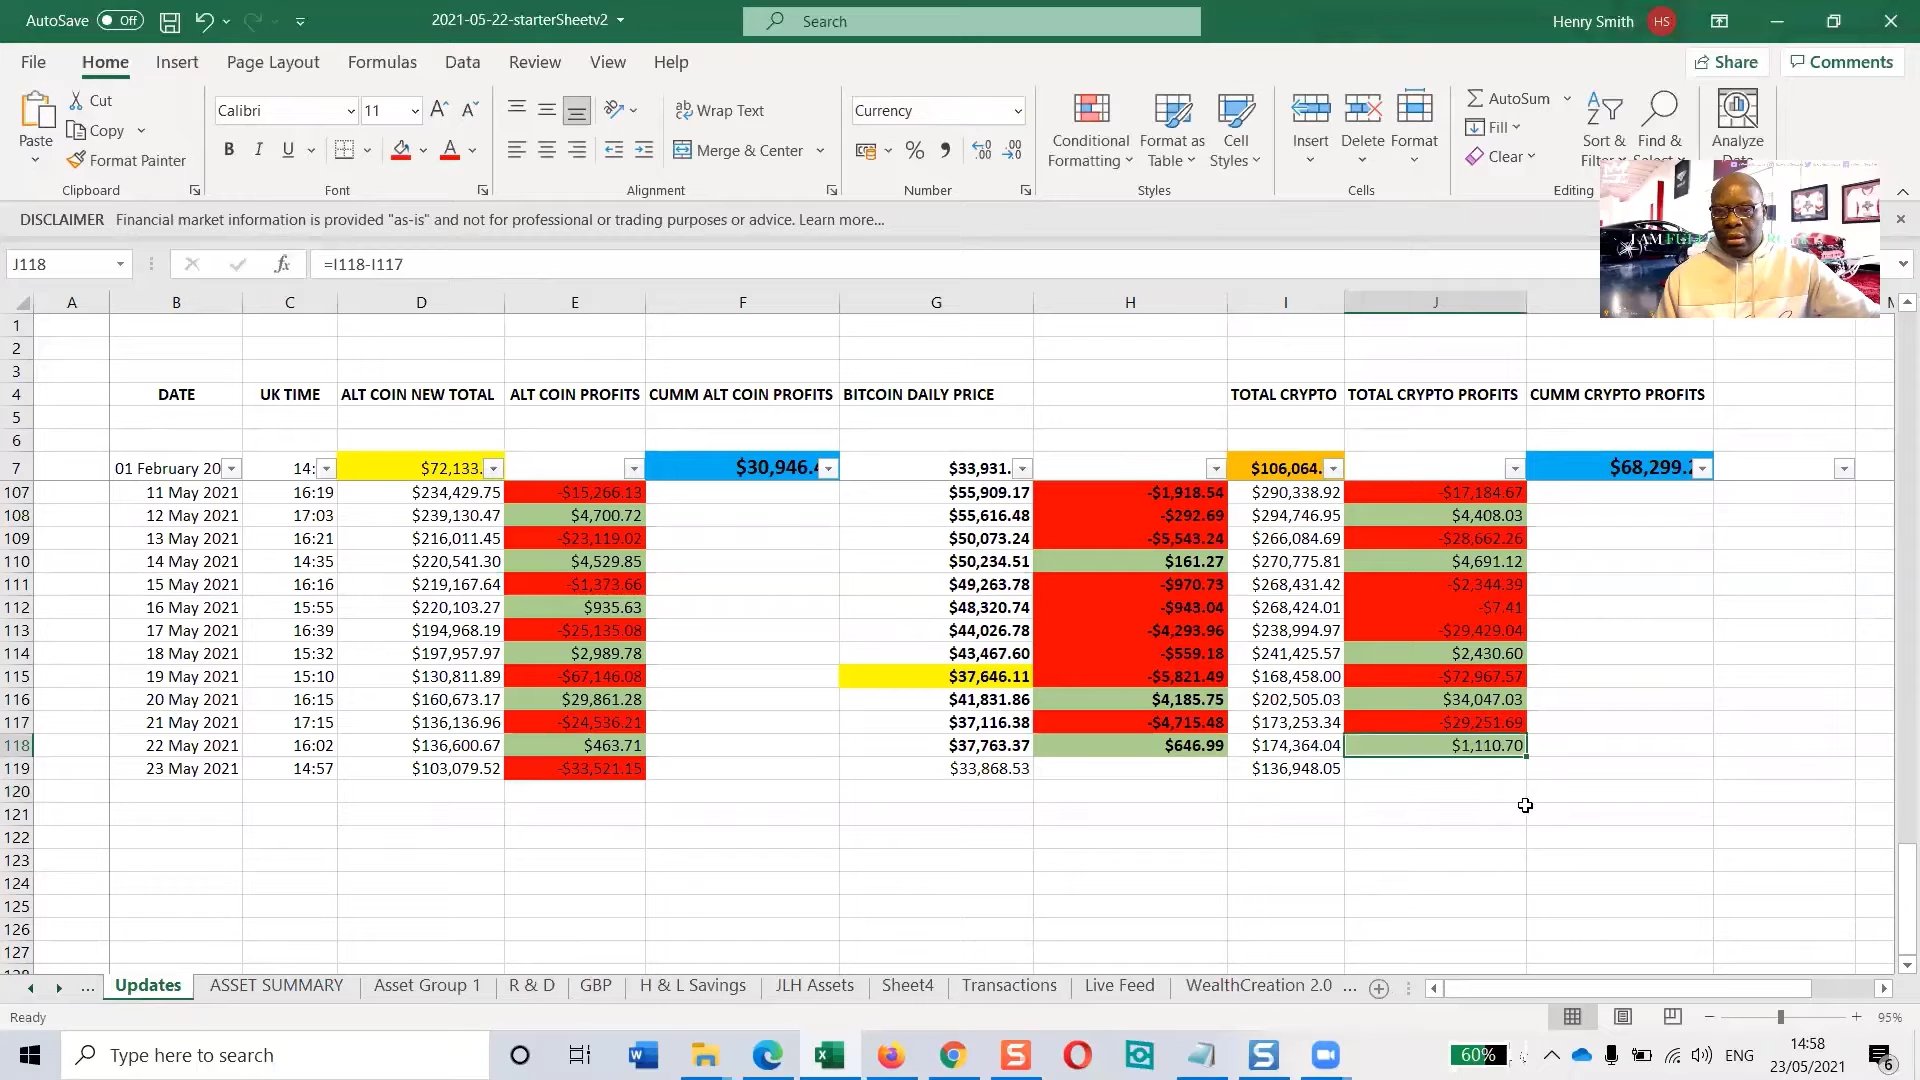 AutoSave Off 2021-05-22-starterSheetv2 Search Henry Smith HS
File Home Insert Page Layout Formulas Data Review View Help Share Comments
Paste Cut Copy Format Painter Clipboard
Calibri 11 B I U A A Font
Wrap Text Merge & Center Alignment
Currency % Number
Conditional Formatting Format as Table Cell Styles Styles
Insert Delete Format Cells
AutoSum Fill Clear Sort & Filter Find & Select Editing
Analyze Data
DISCLAIMER Financial market information is provided "as-is" and not for professional or trading purposes or advice. Learn more...
J118 fx =I118-I117
A B C D E F G H I J M
1
2
3
4 DATE UK TIME ALT COIN NEW TOTAL ALT COIN PROFITS CUMM ALT COIN PROFITS BITCOIN DAILY PRICE TOTAL CRYPTO TOTAL CRYPTO PROFITS CUMM CRYPTO PROFITS
5
6
7 01 February 20 14: $72,133. $30,946. $33,931. $106,064. $68,299.
107 11 May 2021 16:19 $234,429.75 -$15,266.13 $55,909.17 -$1,918.54 $290,338.92 -$17,184.67
108 12 May 2021 17:03 $239,130.47 $4,700.72 $55,616.48 -$292.69 $294,746.95 $4,408.03
109 13 May 2021 16:21 $216,011.45 -$23,119.02 $50,073.24 -$5,543.24 $266,084.69 -$28,662.26
110 14 May 2021 14:35 $220,541.30 $4,529.85 $50,234.51 $161.27 $270,775.81 $4,691.12
111 15 May 2021 16:16 $219,167.64 -$1,373.66 $49,263.78 -$970.73 $268,431.42 -$2,344.39
112 16 May 2021 15:55 $220,103.27 $935.63 $48,320.74 -$943.04 $268,424.01 -$7.41
113 17 May 2021 16:39 $194,968.19 -$25,135.08 $44,026.78 -$4,293.96 $238,994.97 -$29,429.04
114 18 May 2021 15:32 $197,957.97 $2,989.78 $43,467.60 -$559.18 $241,425.57 $2,430.60
115 19 May 2021 15:10 $130,811.89 -$67,146.08 $37,646.11 -$5,821.49 $168,458.00 -$72,967.57
116 20 May 2021 16:15 $160,673.17 $29,861.28 $41,831.86 $4,185.75 $202,505.03 $34,047.03
117 21 May 2021 17:15 $136,136.96 -$24,536.21 $37,116.38 -$4,715.48 $173,253.34 -$29,251.69
118 22 May 2021 16:02 $136,600.67 $463.71 $37,763.37 $646.99 $174,364.04 $1,110.70
119 23 May 2021 14:57 $103,079.52 -$33,521.15 $33,868.53 $136,948.05
120
121
122
123
124
125
126
127
... Updates ASSET SUMMARY Asset Group 1 R & D GBP H & L Savings JLH Assets Sheet4 Transactions Live Feed WealthCreation 2.0 ...
Ready 95%
Type here to search 60% ENG 14:58
23/05/2021 6